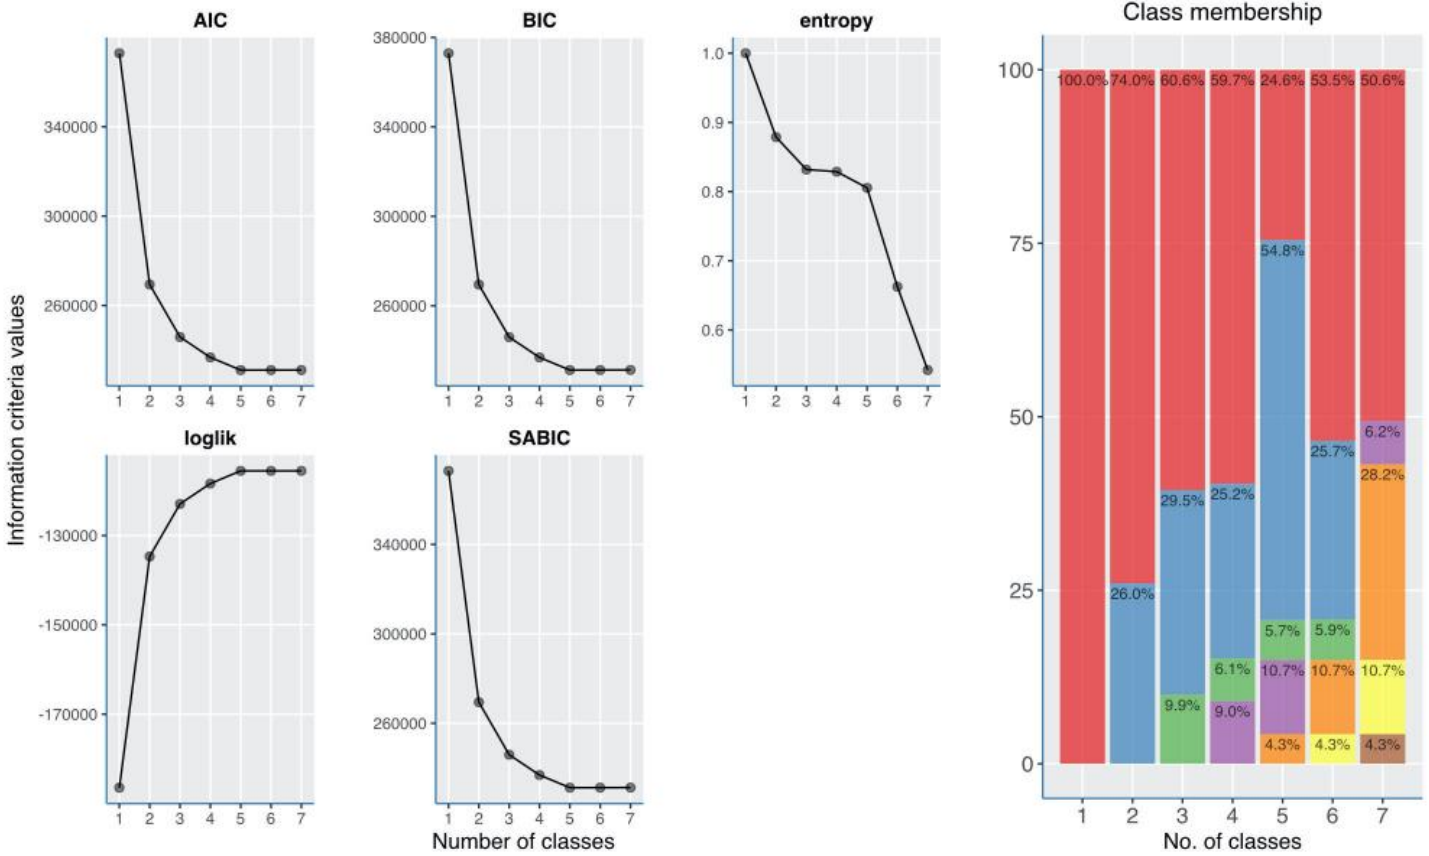 AIC
BIC
entropy
Class membership
Information criteria values
340000
300000
260000
1 2 3 4 5 6 7
380000
340000
300000
260000
1 2 3 4 5 6 7
1.0
0.9
0.8
0.7
0.6
1 2 3 4 5 6 7
loglik
SABIC
-130000
-150000
-170000
1 2 3 4 5 6 7
340000
300000
260000
1 2 3 4 5 6 7
Number of classes
100
75
50
25
0
100.0% 74.0% 60.6% 59.7% 24.6% 53.5% 50.6%
54.8%
6.2%
25.7%
28.2%
29.5% 25.2%
26.0%
5.7% 5.9%
6.1% 10.7% 10.7% 10.7%
9.9% 9.0%
4.3% 4.3% 4.3%
1 2 3 4 5 6 7
No. of classes